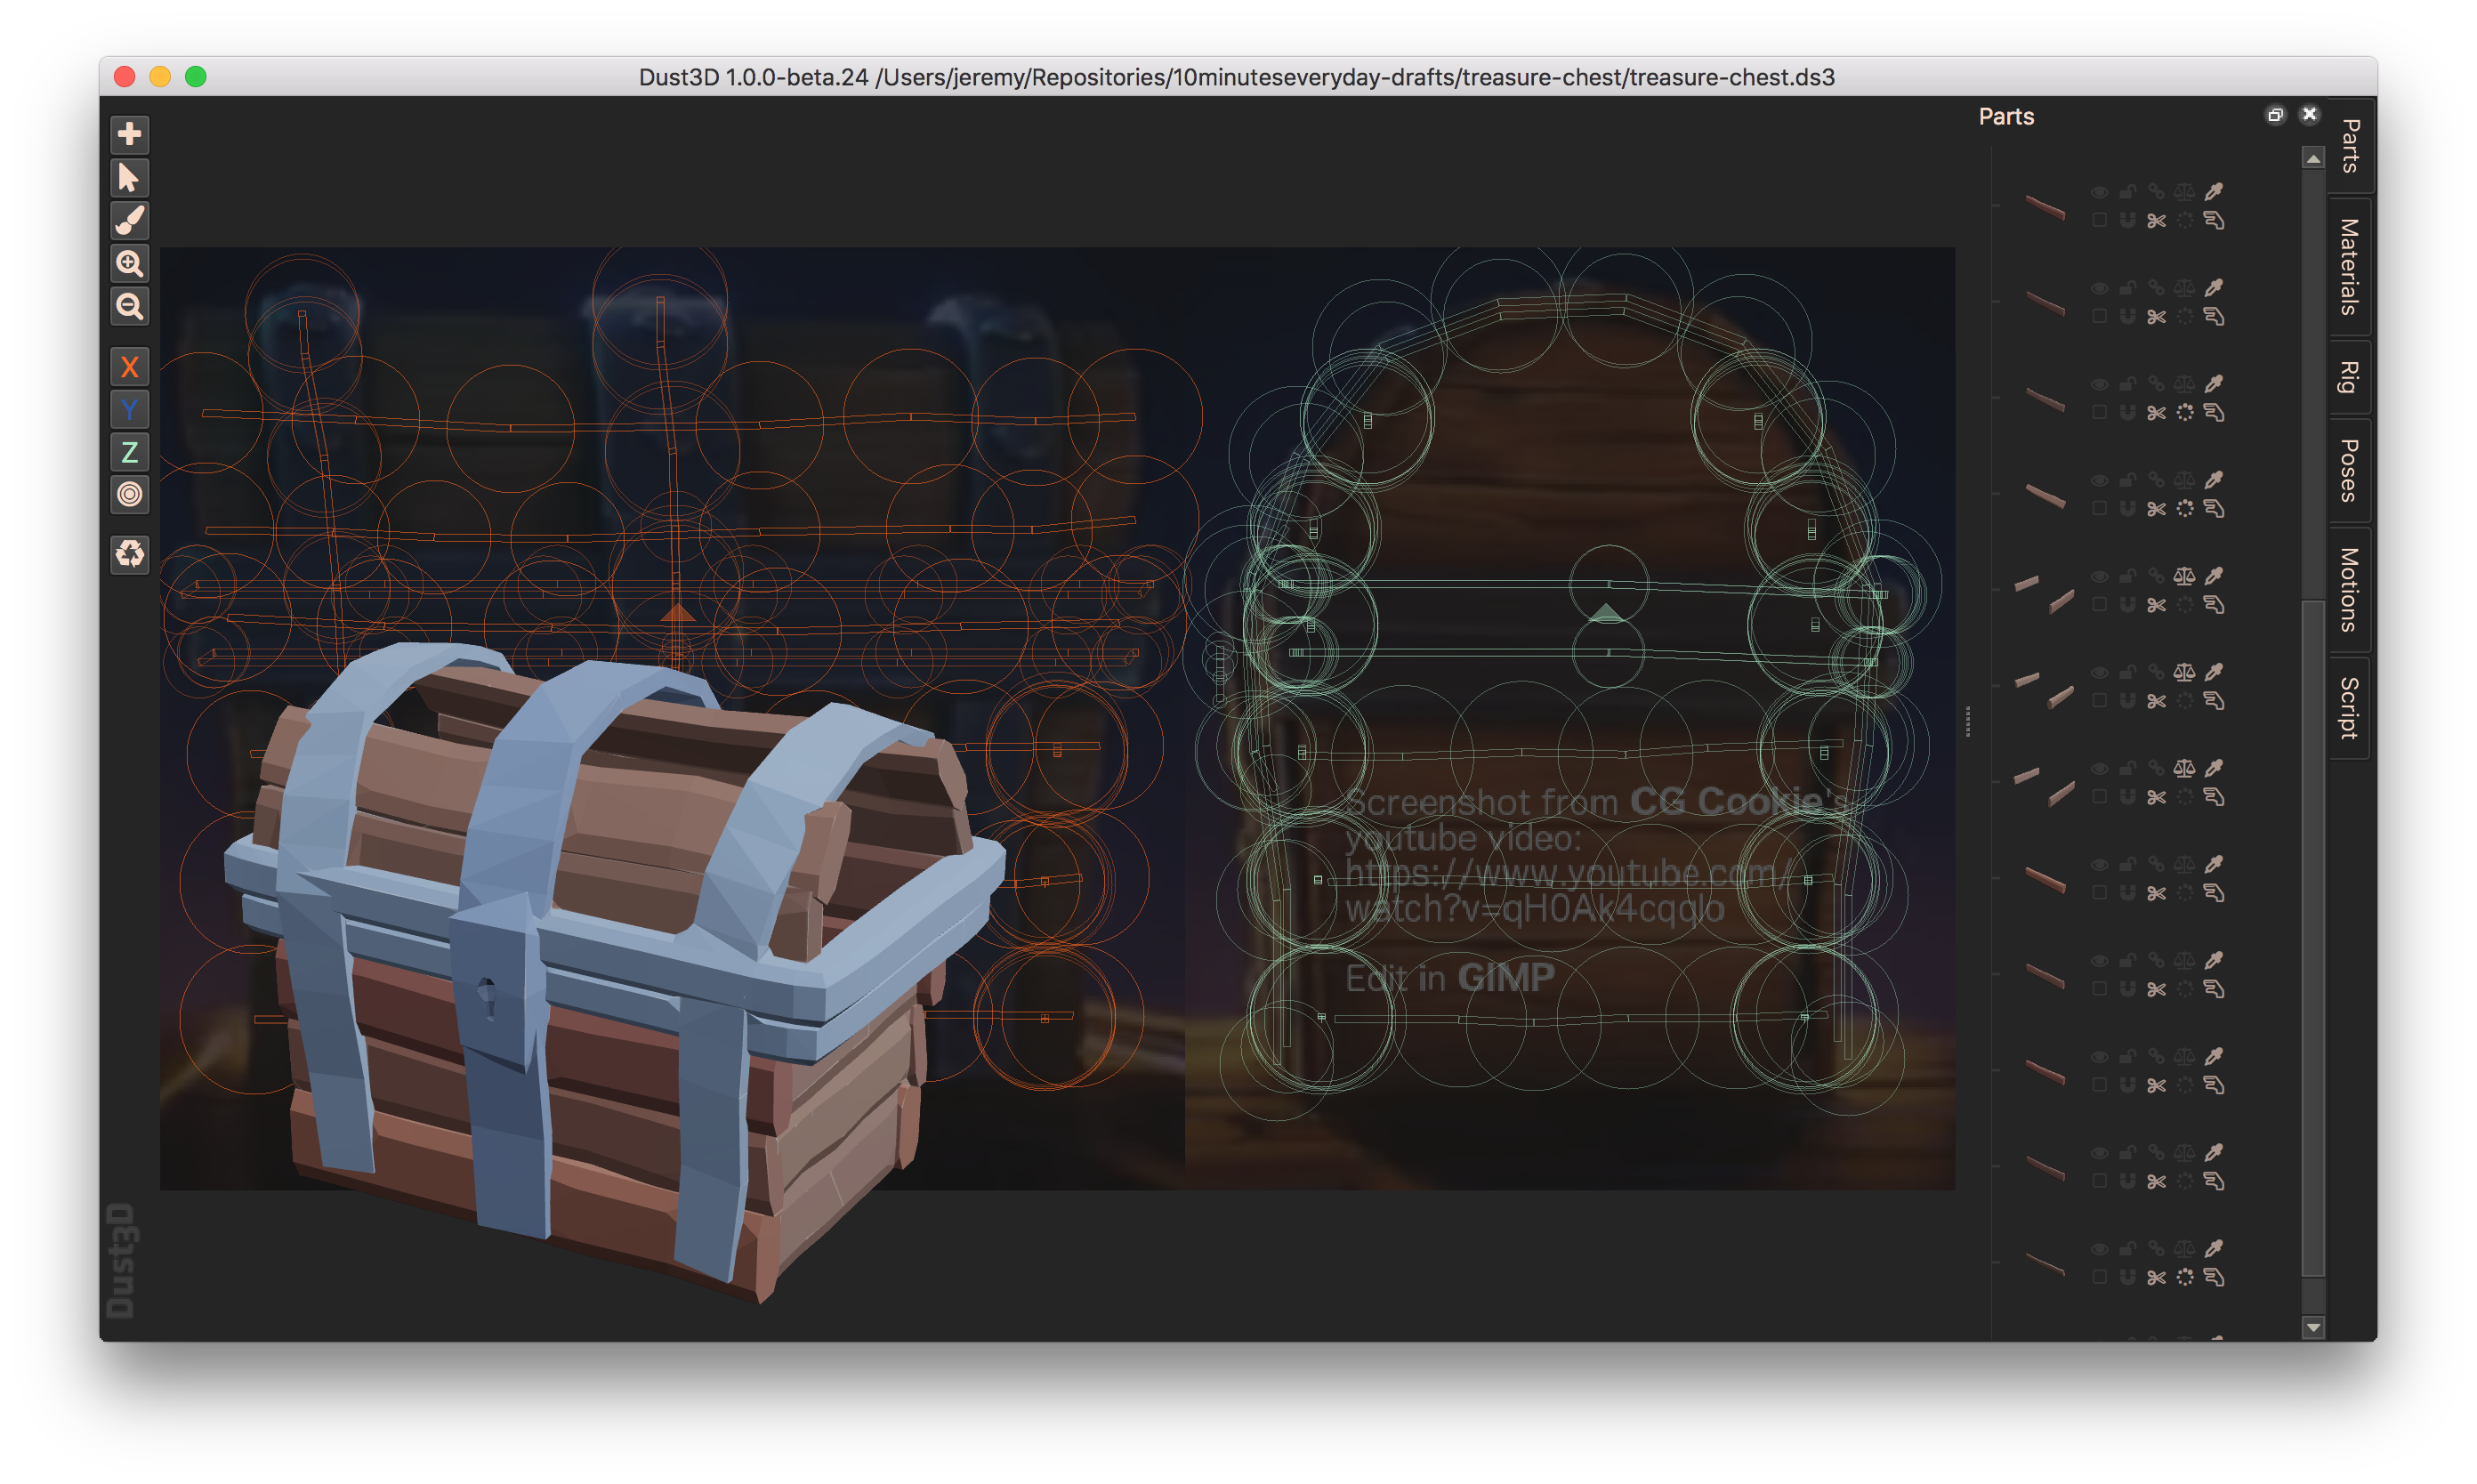 Dust3D 1.0.0-beta.24 /Users/jeremy/Repositories/10minuteseveryday-drafts/treasure-chest/treasure-chest.ds3
Parts
Parts
Materials
Rig
Poses
Motions
Script
X
Y
Z
Screenshot from CG Cookie's
youtube video:
https://www.youtube.com/
watch?v=qH0Ak4cqqlo
Edit in GIMP
Dust3D